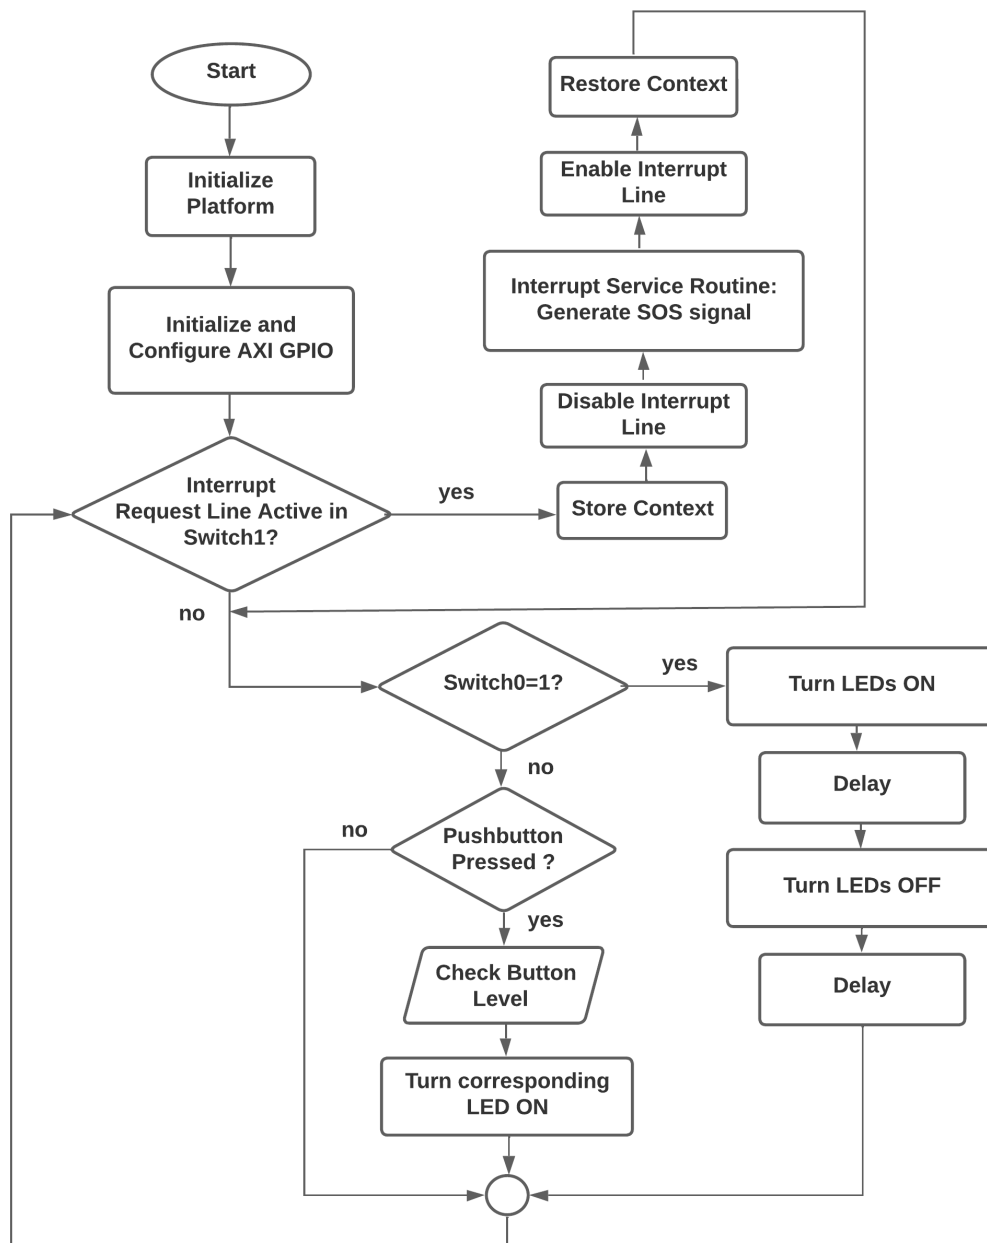 Start
Initialize
Platform
Initialize and
Configure AXI GPIO
Interrupt
Request Line Active in
Switch1?
yes
no
Store Context
Disable Interrupt
Line
Interrupt Service Routine:
Generate SOS signal
Enable Interrupt
Line
Restore Context
Switch0=1?
yes
no
Turn LEDs ON
Delay
Turn LEDs OFF
Delay
Pushbutton
Pressed ?
no
yes
Check Button
Level
Turn corresponding
LED ON